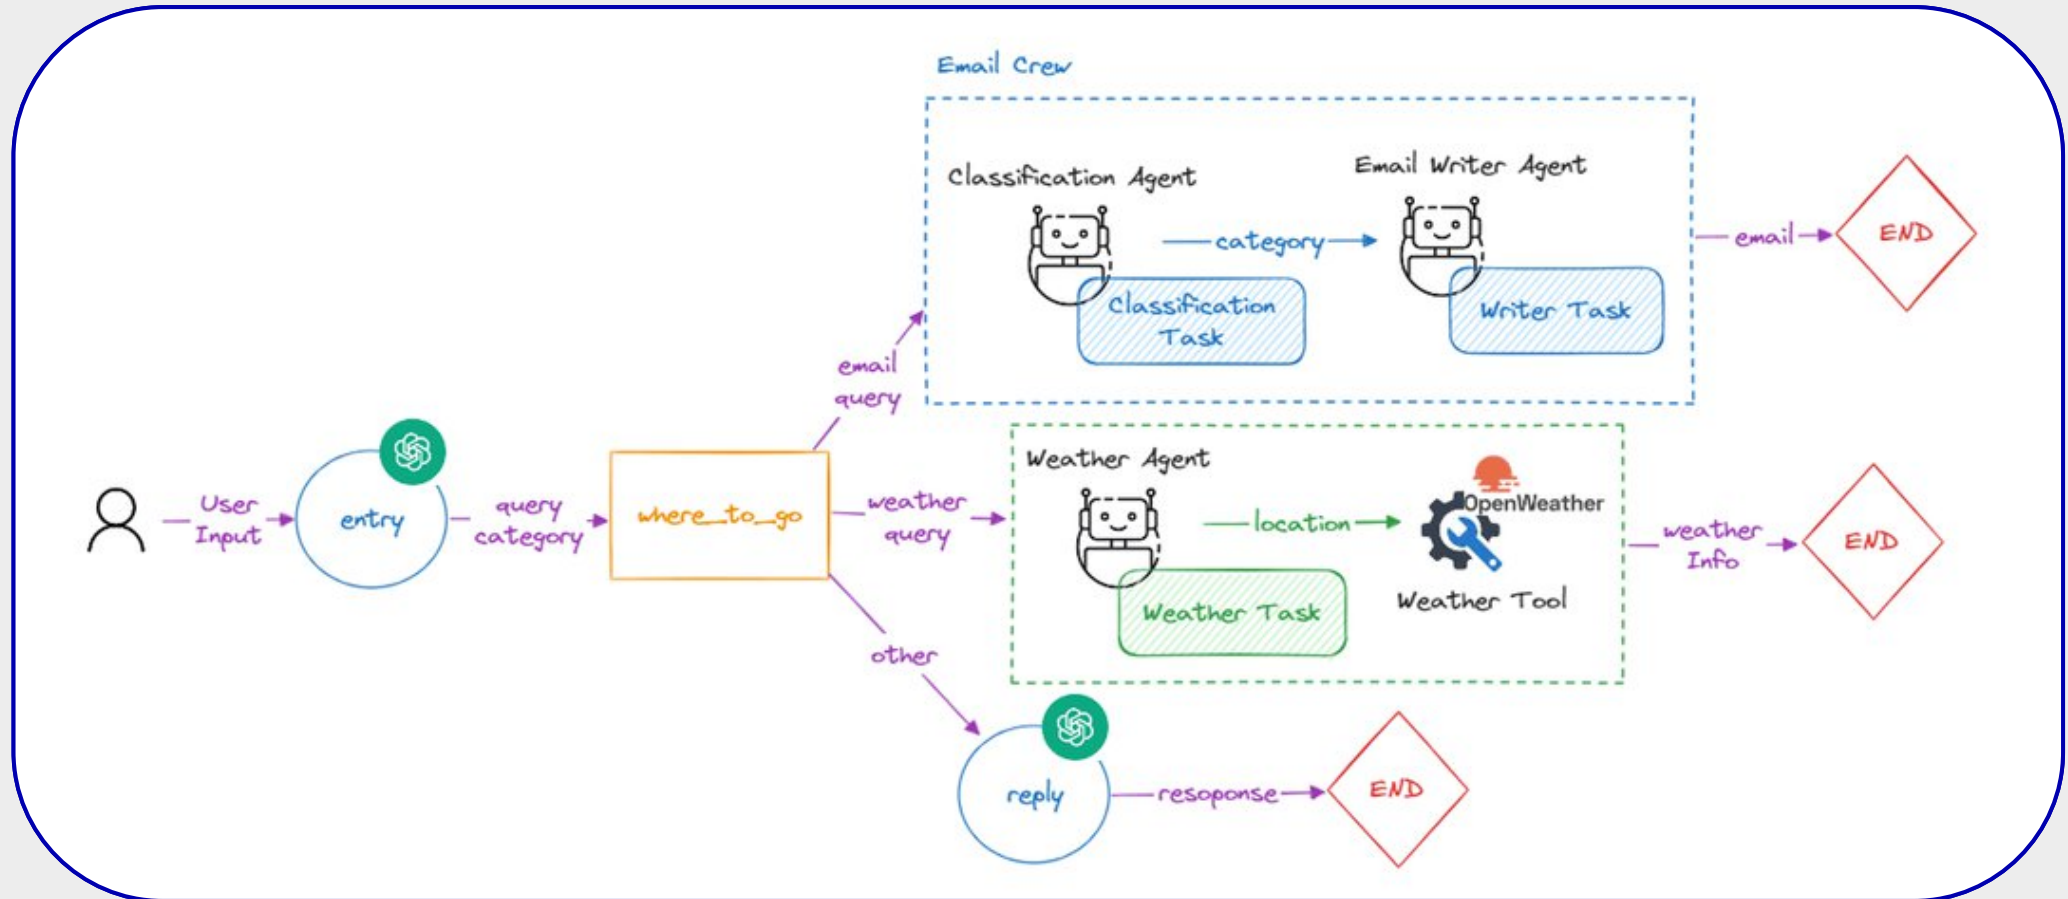 Email Crew
Classification Agent
Email Writer Agent
category
Classification
Task
Writer Task
email
END
email
query
User
Input
entry
query
category
where_to_go
weather
query
Weather Agent
OpenWeather
location
Weather Tool
Weather Task
weather
Info
END
other
reply
resoponse
END